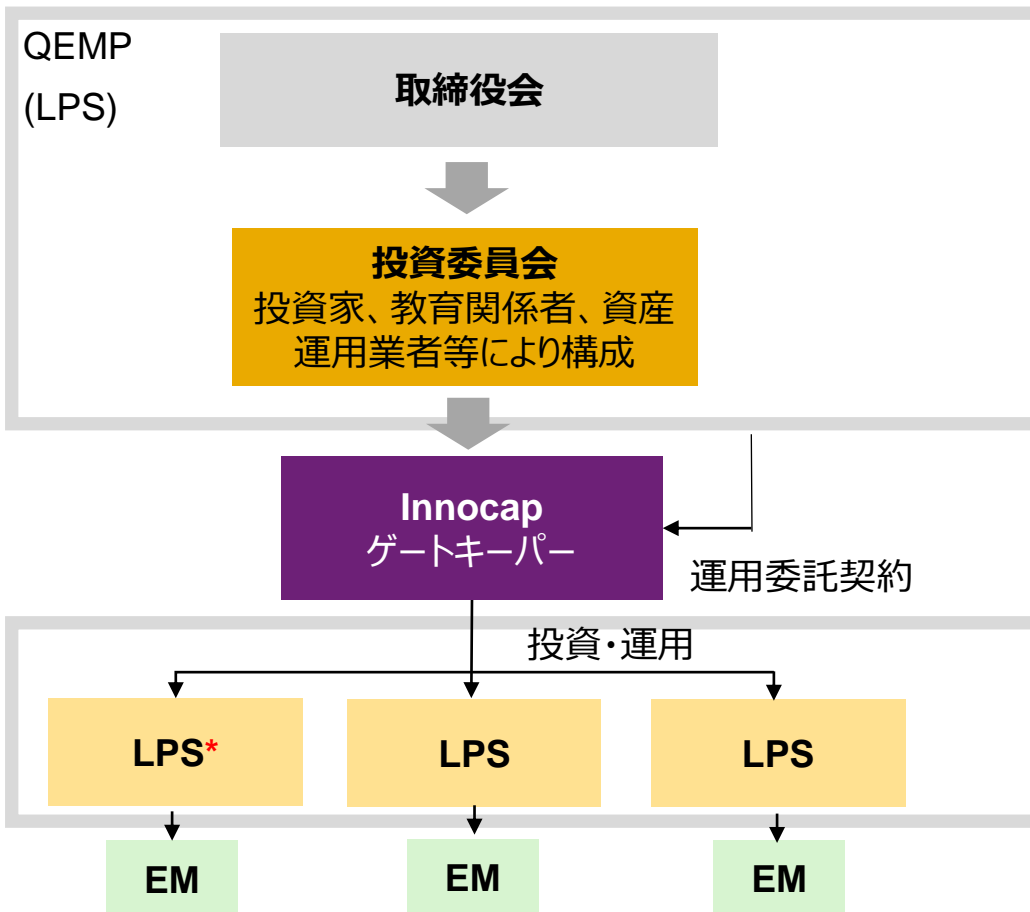 QEMP
(LPS)
取締役会
投資委員会
投資家、教育関係者、資産
運用業者等により構成
Innocap
ゲートキーパー
運用委託契約
投資・運用
LPS*
LPS
LPS
EM
EM
EM